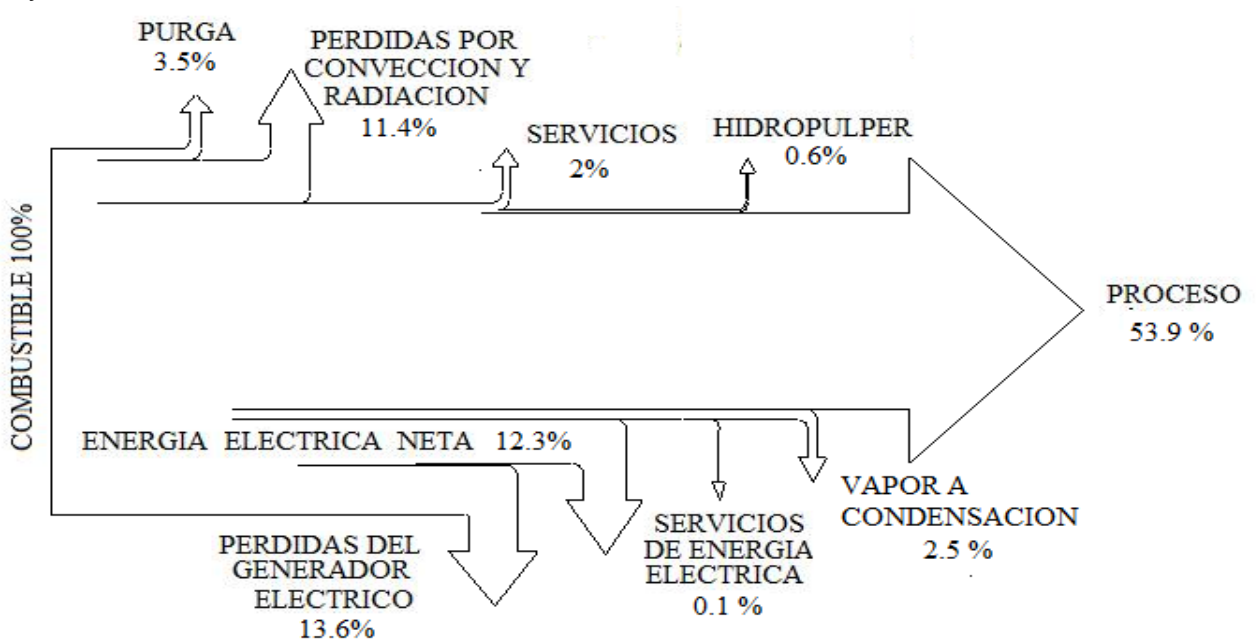 PURGA
3.5%
PERDIDAS POR
CONVECCION Y
RADIACION
11.4%
SERVICIOS
2%
HIDROPULPER
0.6%
COMBUSTIBLE 100%
PROCESO
53.9 %
ENERGIA ELECTRICA NETA 12.3%
VAPOR A
CONDENSACION
2.5 %
SERVICIOS
DE ENERGIA
ELECTRICA
0.1 %
PERDIDAS DEL
GENERADOR
ELECTRICO
13.6%